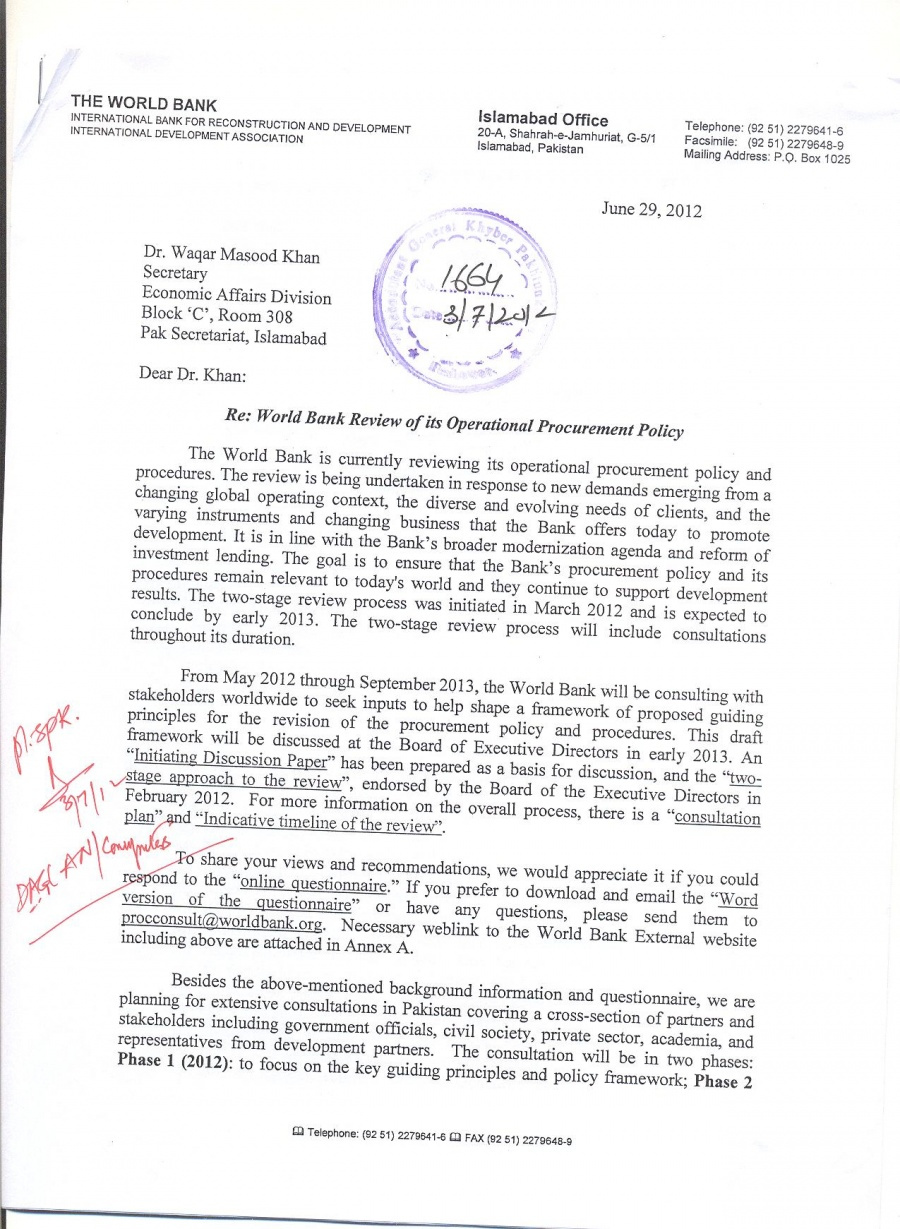 THE WORLD BANK
INTERNATIONAL BANK FOR RECONSTRUCTION AND DEVELOPMENT
INTERNATIONAL DEVELOPMENT ASSOCIATION
Islamabad Office
20-A, Shahrah-e-Jamhuriat, G-5/1
Islamabad, Pakistan
Telephone: (92 51) 2279641-6
Facsimile: (92 51) 2279648-9
Mailing Address: P.O. Box 1025
June 29, 2012
General Khyber
No. 1664
Date 3/7/2012
Dr. Waqar Masood Khan
Secretary
Economic Affairs Division
Block ‘C’, Room 308
Pak Secretariat, Islamabad
Dear Dr. Khan:
Re: World Bank Review of its Operational Procurement Policy
The World Bank is currently reviewing its operational procurement policy and
procedures. The review is being undertaken in response to new demands emerging from a
changing global operating context, the diverse and evolving needs of clients, and the
varying instruments and changing business that the Bank offers today to promote
development. It is in line with the Bank’s broader modernization agenda and reform of
investment lending. The goal is to ensure that the Bank’s procurement policy and its
procedures remain relevant to today's world and they continue to support development
results. The two-stage review process was initiated in March 2012 and is expected to
conclude by early 2013. The two-stage review process will include consultations
throughout its duration.
From May 2012 through September 2013, the World Bank will be consulting with
stakeholders worldwide to seek inputs to help shape a framework of proposed guiding
principles for the revision of the procurement policy and procedures. This draft
framework will be discussed at the Board of Executive Directors in early 2013. An
“Initiating Discussion Paper” has been prepared as a basis for discussion, and the “two-
stage approach to the review”, endorsed by the Board of the Executive Directors in
February 2012. For more information on the overall process, there is a “consultation
plan” and “Indicative timeline of the review”.
pl. spk.
3/7/12
DAG
To share your views and recommendations, we would appreciate it if you could
respond to the “online questionnaire.” If you prefer to download and email the “Word
version of the questionnaire” or have any questions, please send them to
procconsult@worldbank.org. Necessary weblink to the World Bank External website
including above are attached in Annex A.
Besides the above-mentioned background information and questionnaire, we are
planning for extensive consultations in Pakistan covering a cross-section of partners and
stakeholders including government officials, civil society, private sector, academia, and
representatives from development partners. The consultation will be in two phases:
Phase 1 (2012): to focus on the key guiding principles and policy framework; Phase 2
Telephone: (92 51) 2279641-6 FAX (92 51) 2279648-9